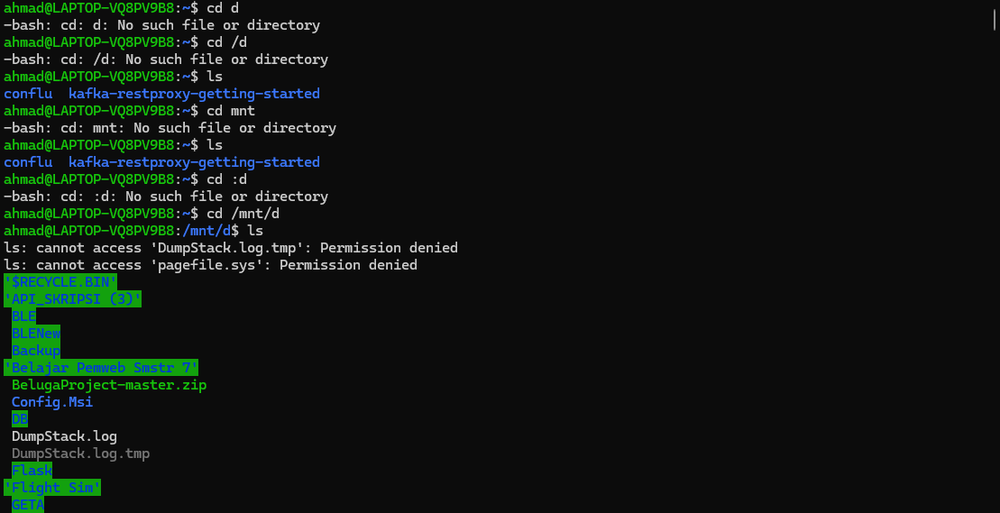 ahmad@LAPTOP-VQ8PV9B8:~$ cd d
-bash: cd: d: No such file or directory
ahmad@LAPTOP-VQ8PV9B8:~$ cd /d
-bash: cd: /d: No such file or directory
ahmad@LAPTOP-VQ8PV9B8:~$ ls
conflu  kafka-restproxy-getting-started
ahmad@LAPTOP-VQ8PV9B8:~$ cd mnt
-bash: cd: mnt: No such file or directory
ahmad@LAPTOP-VQ8PV9B8:~$ ls
conflu  kafka-restproxy-getting-started
ahmad@LAPTOP-VQ8PV9B8:~$ cd :d
-bash: cd: :d: No such file or directory
ahmad@LAPTOP-VQ8PV9B8:~$ cd /mnt/d
ahmad@LAPTOP-VQ8PV9B8:/mnt/d$ ls
ls: cannot access 'DumpStack.log.tmp': Permission denied
ls: cannot access 'pagefile.sys': Permission denied
'$RECYCLE.BIN'
'API_SKRIPSI (3)'
BLE
BLENew
Backup
'Belajar Pemweb Smstr 7'
BelugaProject-master.zip
Config.Msi
DB
DumpStack.log
DumpStack.log.tmp
Flask
'Flight Sim'
GETA